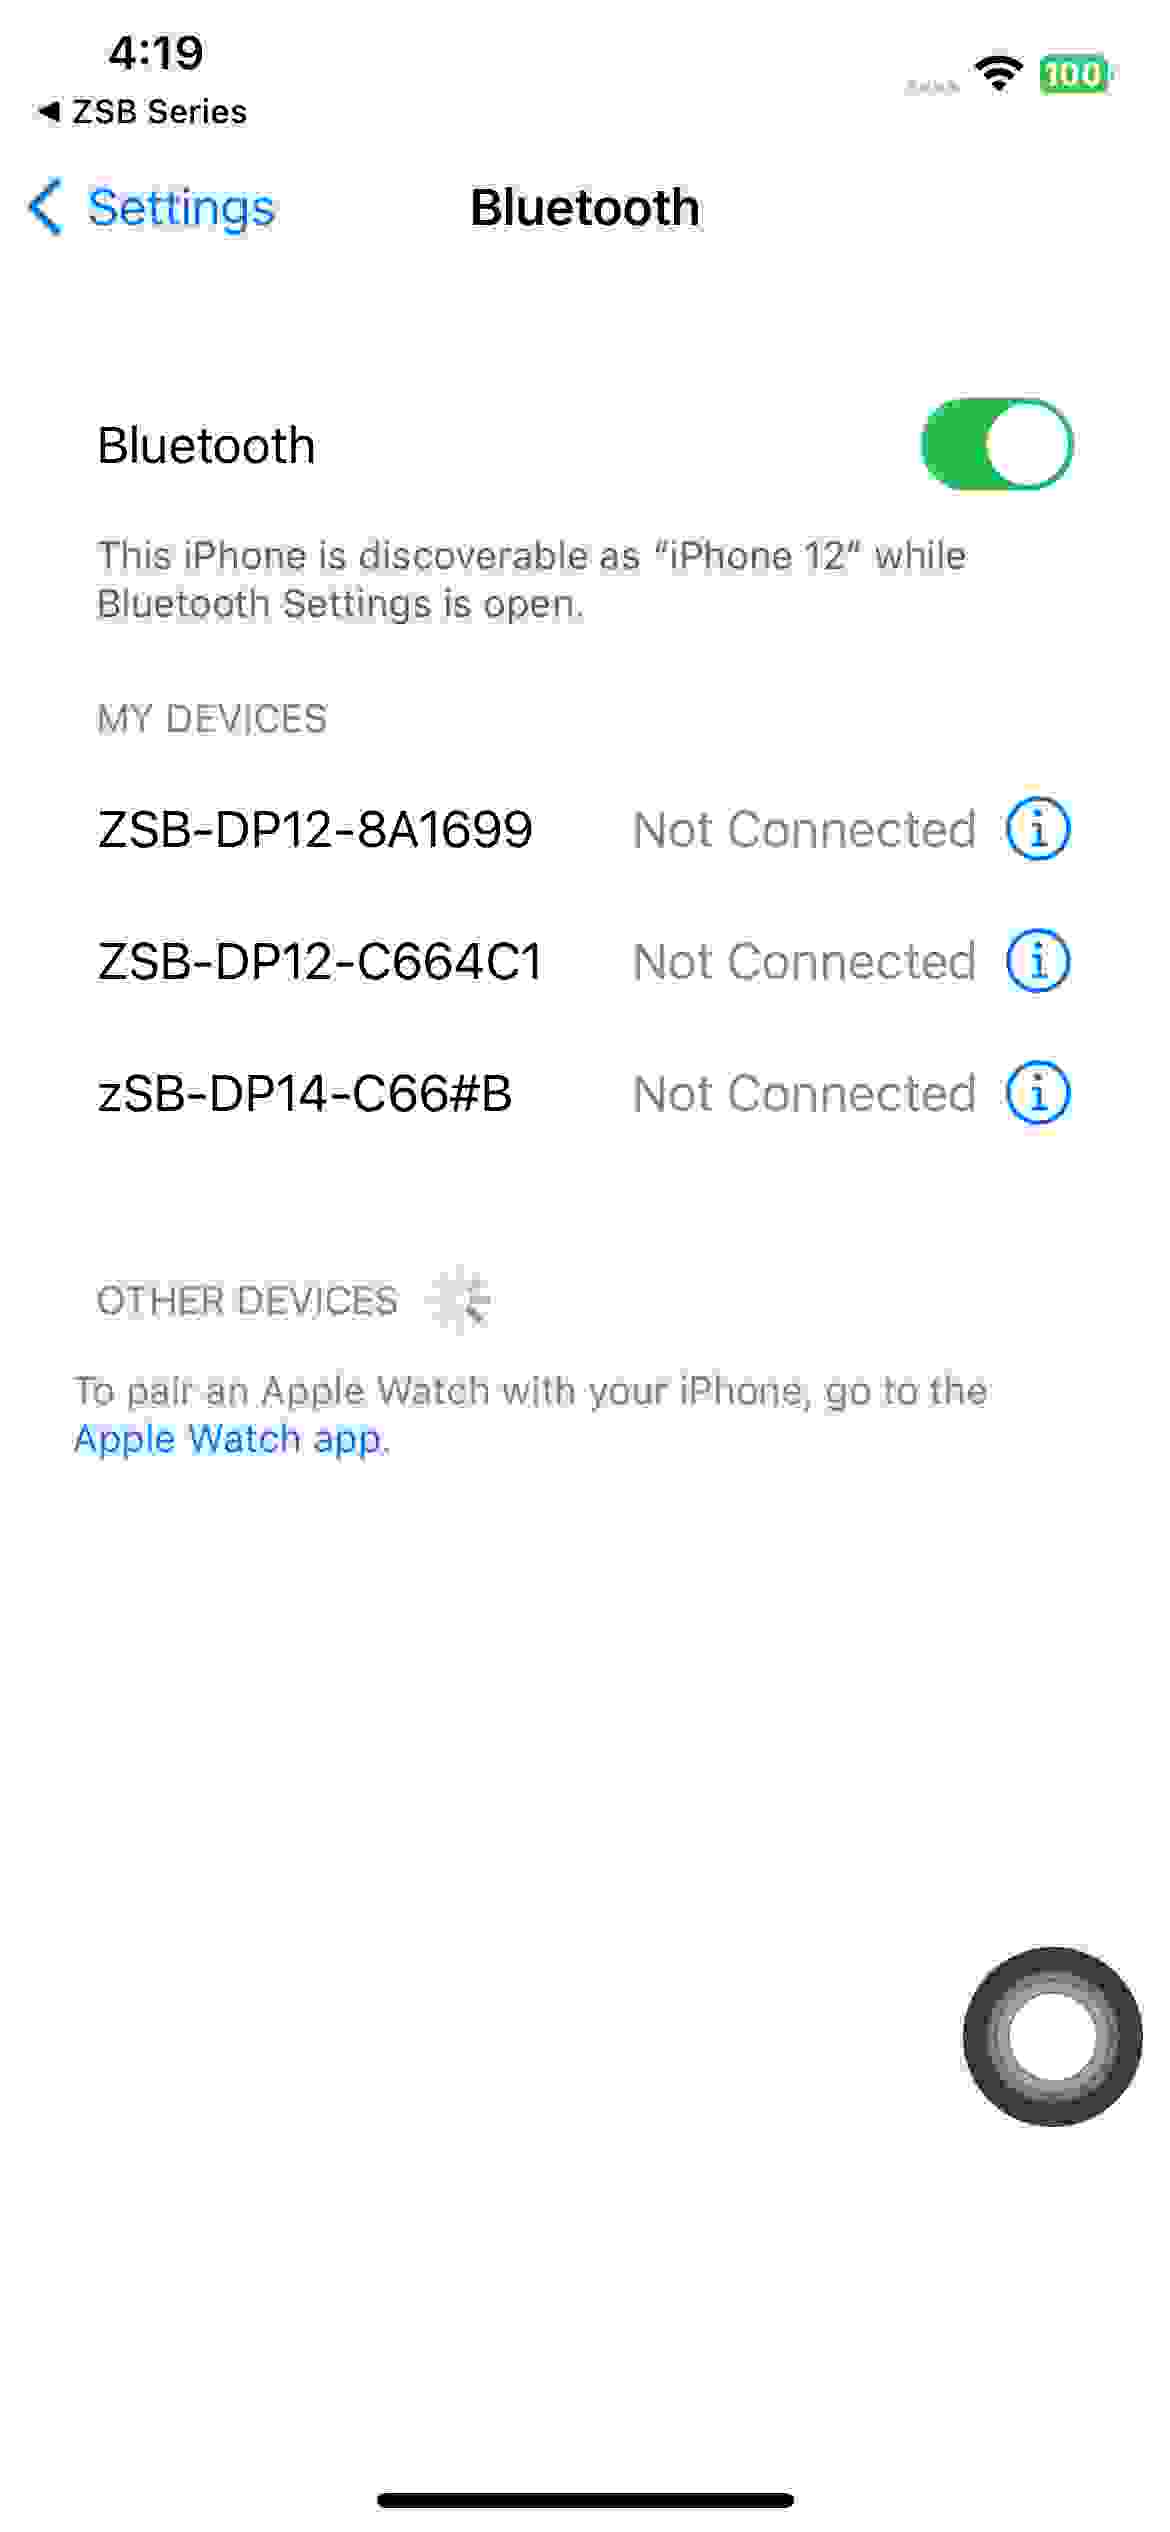 4:19
100
◀ ZSB Series
Settings
Bluetooth
Bluetooth
This iPhone is discoverable as “iPhone 12” while
Bluetooth Settings is open.
MY DEVICES
ZSB-DP12-8A1699 Not Connected
ZSB-DP12-C664C1 Not Connected
zSB-DP14-C66#B Not Connected
OTHER DEVICES
To pair an Apple Watch with your iPhone, go to the
Apple Watch app.